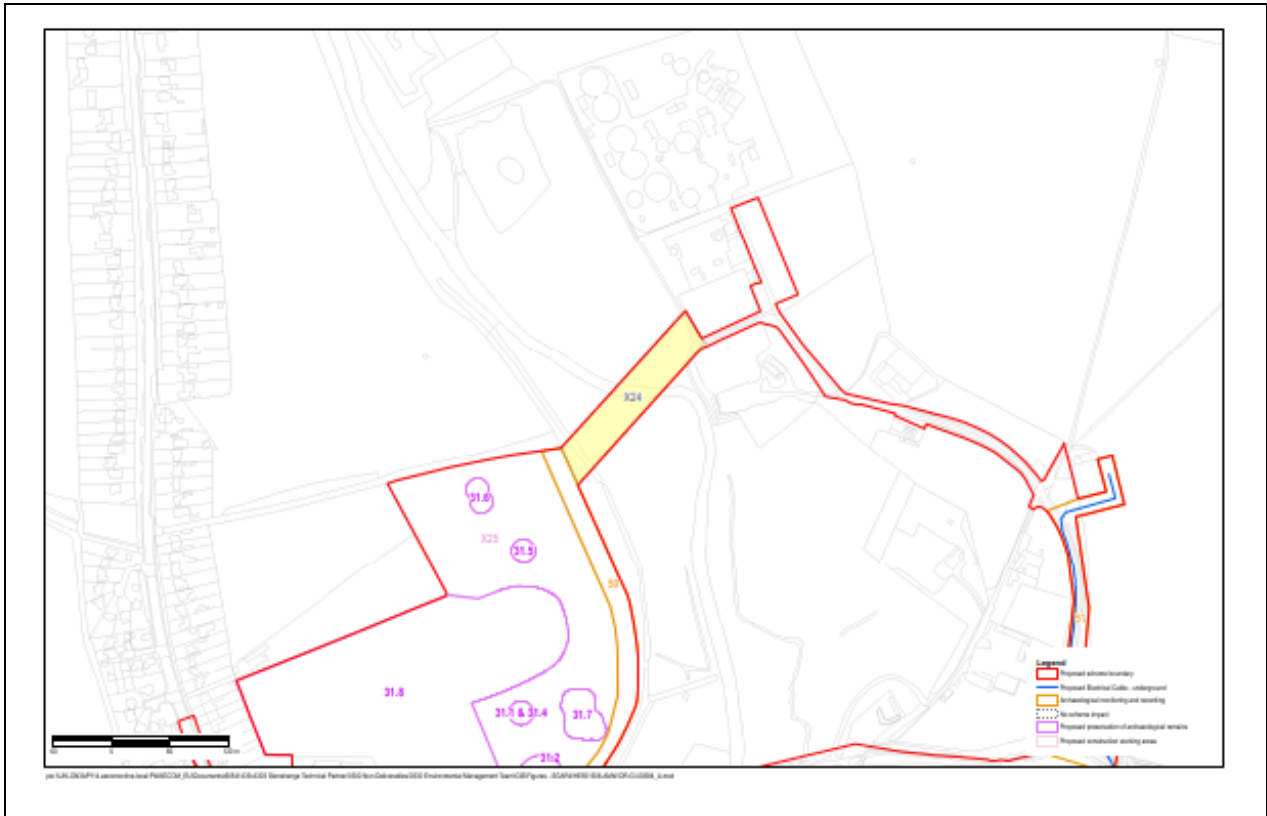 X24
31.6
X25
31.5
50
51
31.8
31.1 & 31.4
31.7
31.2
Legend
Proposed scheme boundary
Proposed Electrical Cable - underground
Archaeological monitoring and recording
No scheme impact
Proposed preservation of archaeological remains
Proposed construction working areas